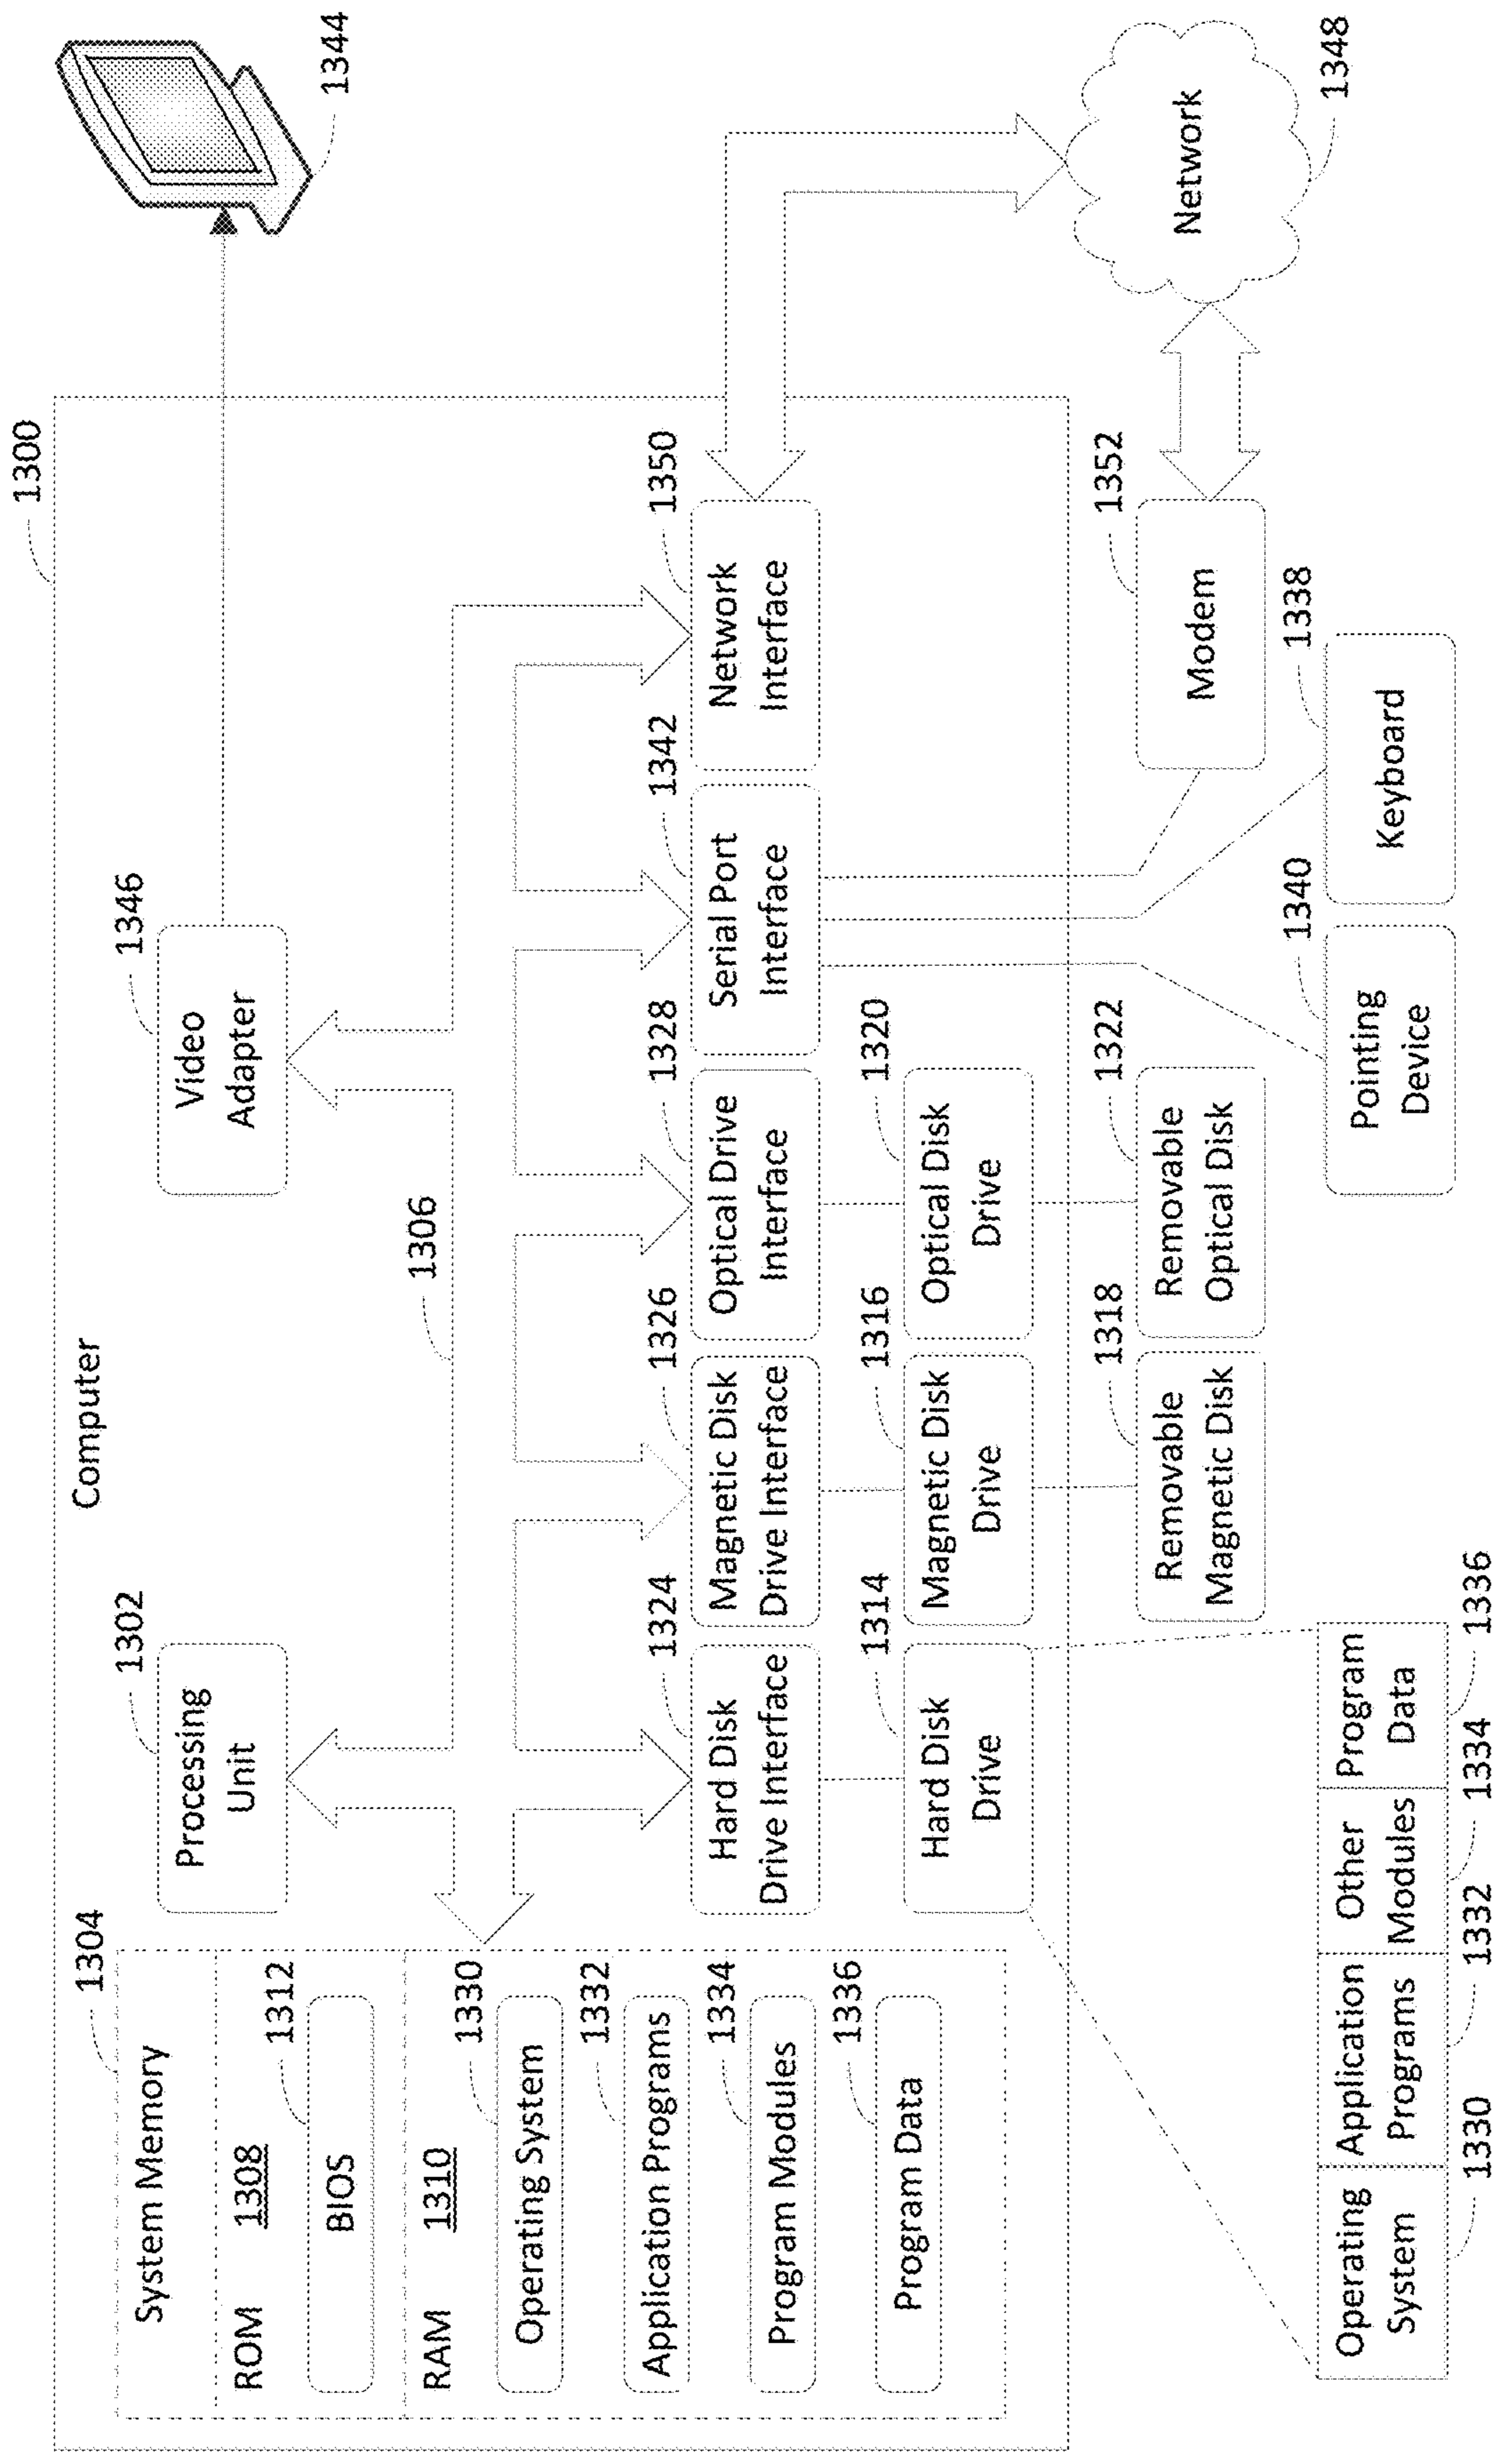 1300
Computer
1304
System Memory
ROM 1308
1312
BIOS
RAM 1310
1330
Operating System
1332
Application Programs
1334
Program Modules
1336
Program Data
1302
Processing
Unit
1346
Video
Adapter
1344
1306
1324
Hard Disk
Drive Interface
1326
Magnetic Disk
Drive Interface
1328
Optical Drive
Interface
1342
Serial Port
Interface
1350
Network
Interface
1314
Hard Disk
Drive
1316
Magnetic Disk
Drive
1320
Optical Disk
Drive
1318
Removable
Magnetic Disk
1322
Removable
Optical Disk
1352
Modem
Network
1348
1340
Pointing
Device
1338
Keyboard
Operating
System
1330
Application
Programs
1332
Other
Modules
1334
Program
Data
1336